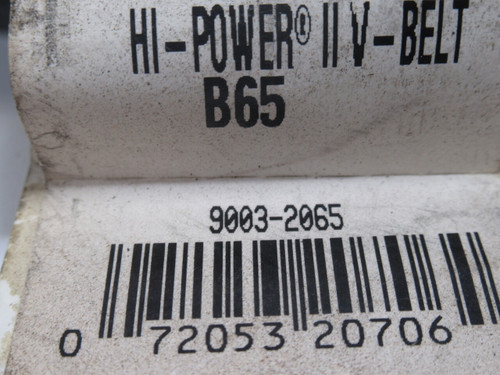 HI-POWER® II V-BELT
B65
9003-2065
0 72053 20706